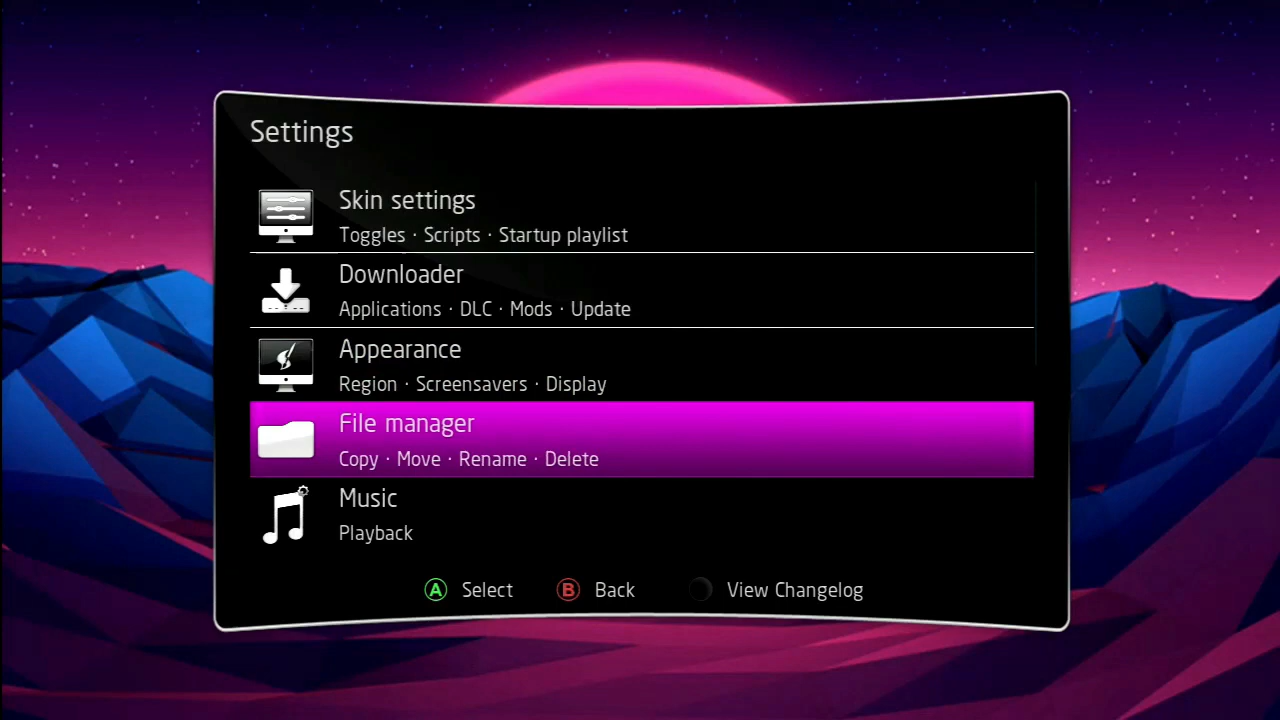 Settings
Skin settings
Toggles · Scripts · Startup playlist
Downloader
Applications · DLC · Mods · Update
Appearance
Region · Screensavers · Display
File manager
Copy · Move · Rename · Delete
Music
Playback
A Select B Back View Changelog